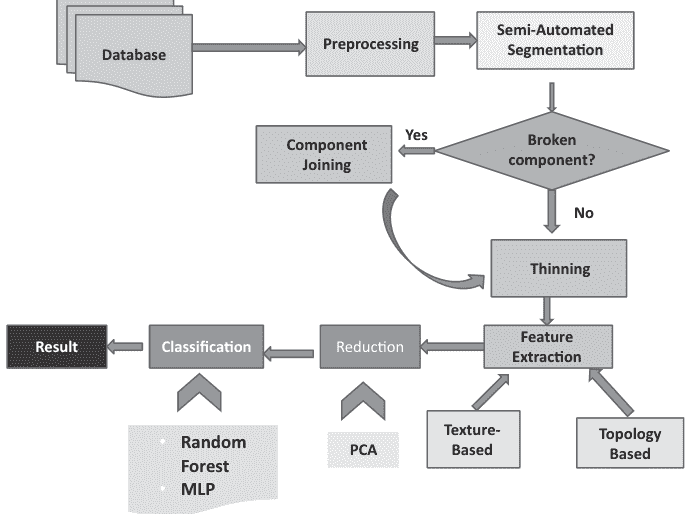 Database
Preprocessing
Semi-Automated
Segmentation
Component
Joining
Yes
Broken
component?
No
Thinning
Result
Classification
Reduction
Feature
Extraction
• Random
Forest
• MLP
PCA
Texture-
Based
Topology
Based